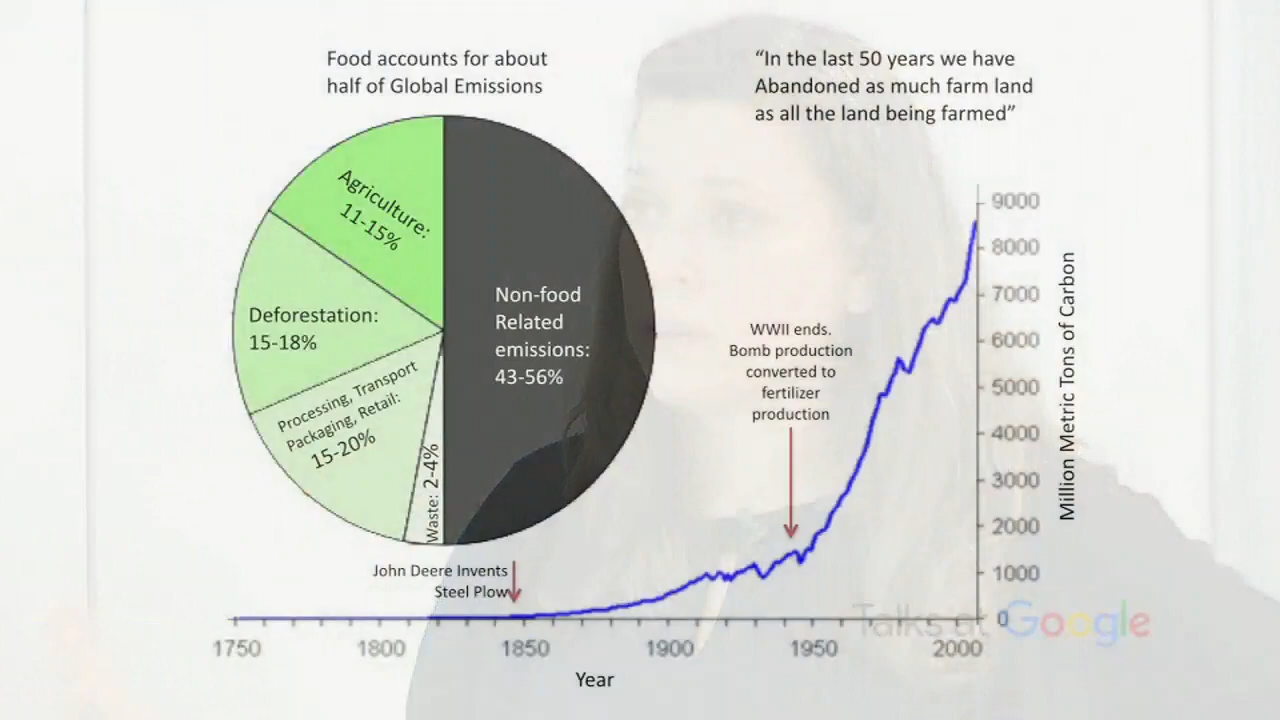 Food accounts for about
half of Global Emissions
“In the last 50 years we have
Abandoned as much farm land
as all the land being farmed”
Agriculture:
11-15%
Deforestation:
15-18%
Processing, Transport
Packaging, Retail:
15-20%
Waste: 2-4%
Non-food
Related
emissions:
43-56%
WWII ends.
Bomb production
converted to
fertilizer
production
John Deere Invents
Steel Plow
9000
8000
7000
6000
5000
4000
3000
2000
1000
0
Million Metric Tons of Carbon
Talks at Google
1750 1800 1850 1900 1950 2000
Year